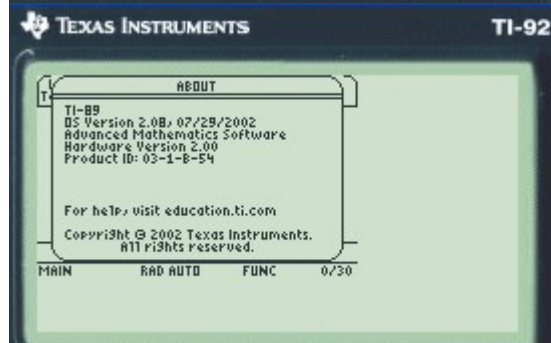 TEXAS INSTRUMENTS TI-92
ABOUT
TI-89
OS Version 2.08, 07/29/2002
Advanced Mathematics Software
Hardware Version 2.00
Product ID: 03-1-B-54
For help, visit education.ti.com
Copyright © 2002 Texas Instruments.
All rights reserved.
MAIN RAD AUTO FUNC 0/30